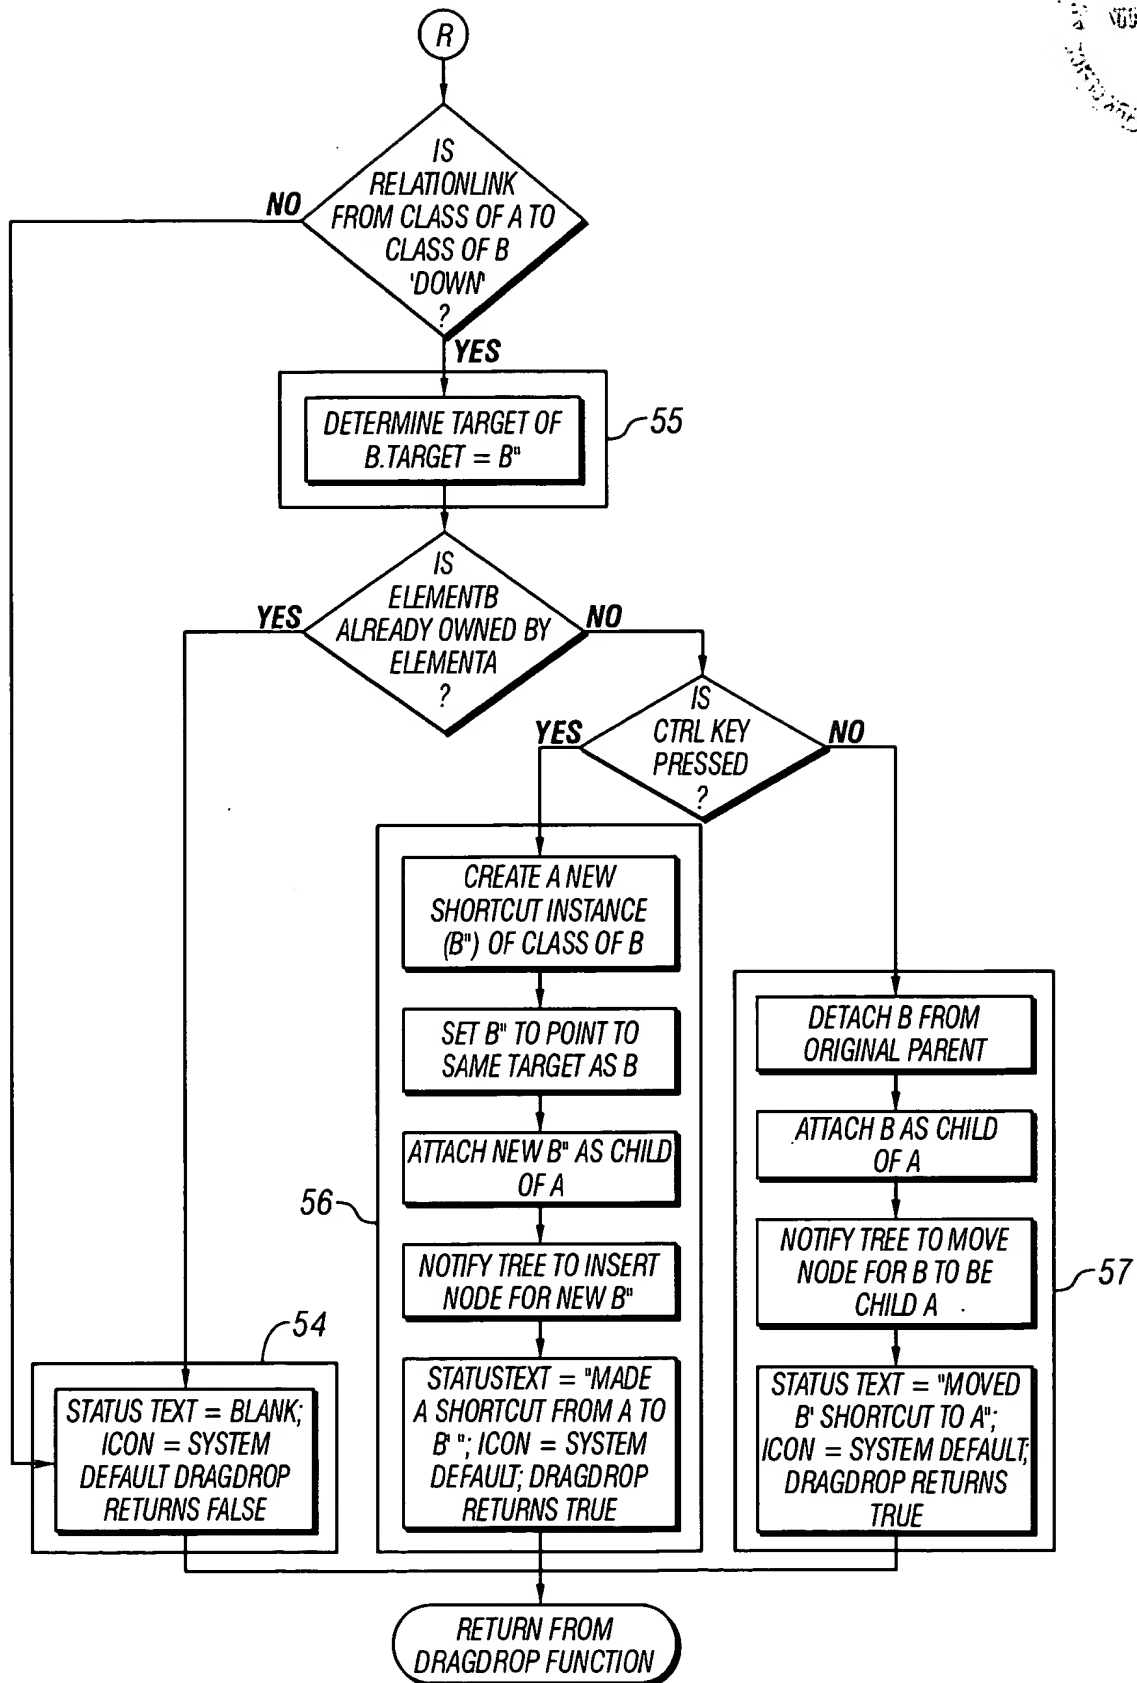 R
IS
RELATIONLINK
FROM CLASS OF A TO
CLASS OF B
'DOWN'
?
NO
YES
DETERMINE TARGET OF
B.TARGET = B"
55
IS
ELEMENTB
ALREADY OWNED BY
ELEMENTA
?
YES
NO
IS
CTRL KEY
PRESSED
?
YES
NO
CREATE A NEW
SHORTCUT INSTANCE
(B") OF CLASS OF B
SET B" TO POINT TO
SAME TARGET AS B
ATTACH NEW B" AS CHILD
OF A
NOTIFY TREE TO INSERT
NODE FOR NEW B"
STATUSTEXT = "MADE
A SHORTCUT FROM A TO
B' "; ICON = SYSTEM
DEFAULT; DRAGDROP
RETURNS TRUE
56
DETACH B FROM
ORIGINAL PARENT
ATTACH B AS CHILD
OF A
NOTIFY TREE TO MOVE
NODE FOR B TO BE
CHILD A
STATUS TEXT = "MOVED
B' SHORTCUT TO A";
ICON = SYSTEM DEFAULT;
DRAGDROP RETURNS
TRUE
57
54
STATUS TEXT = BLANK;
ICON = SYSTEM
DEFAULT DRAGDROP
RETURNS FALSE
RETURN FROM
DRAGDROP FUNCTION